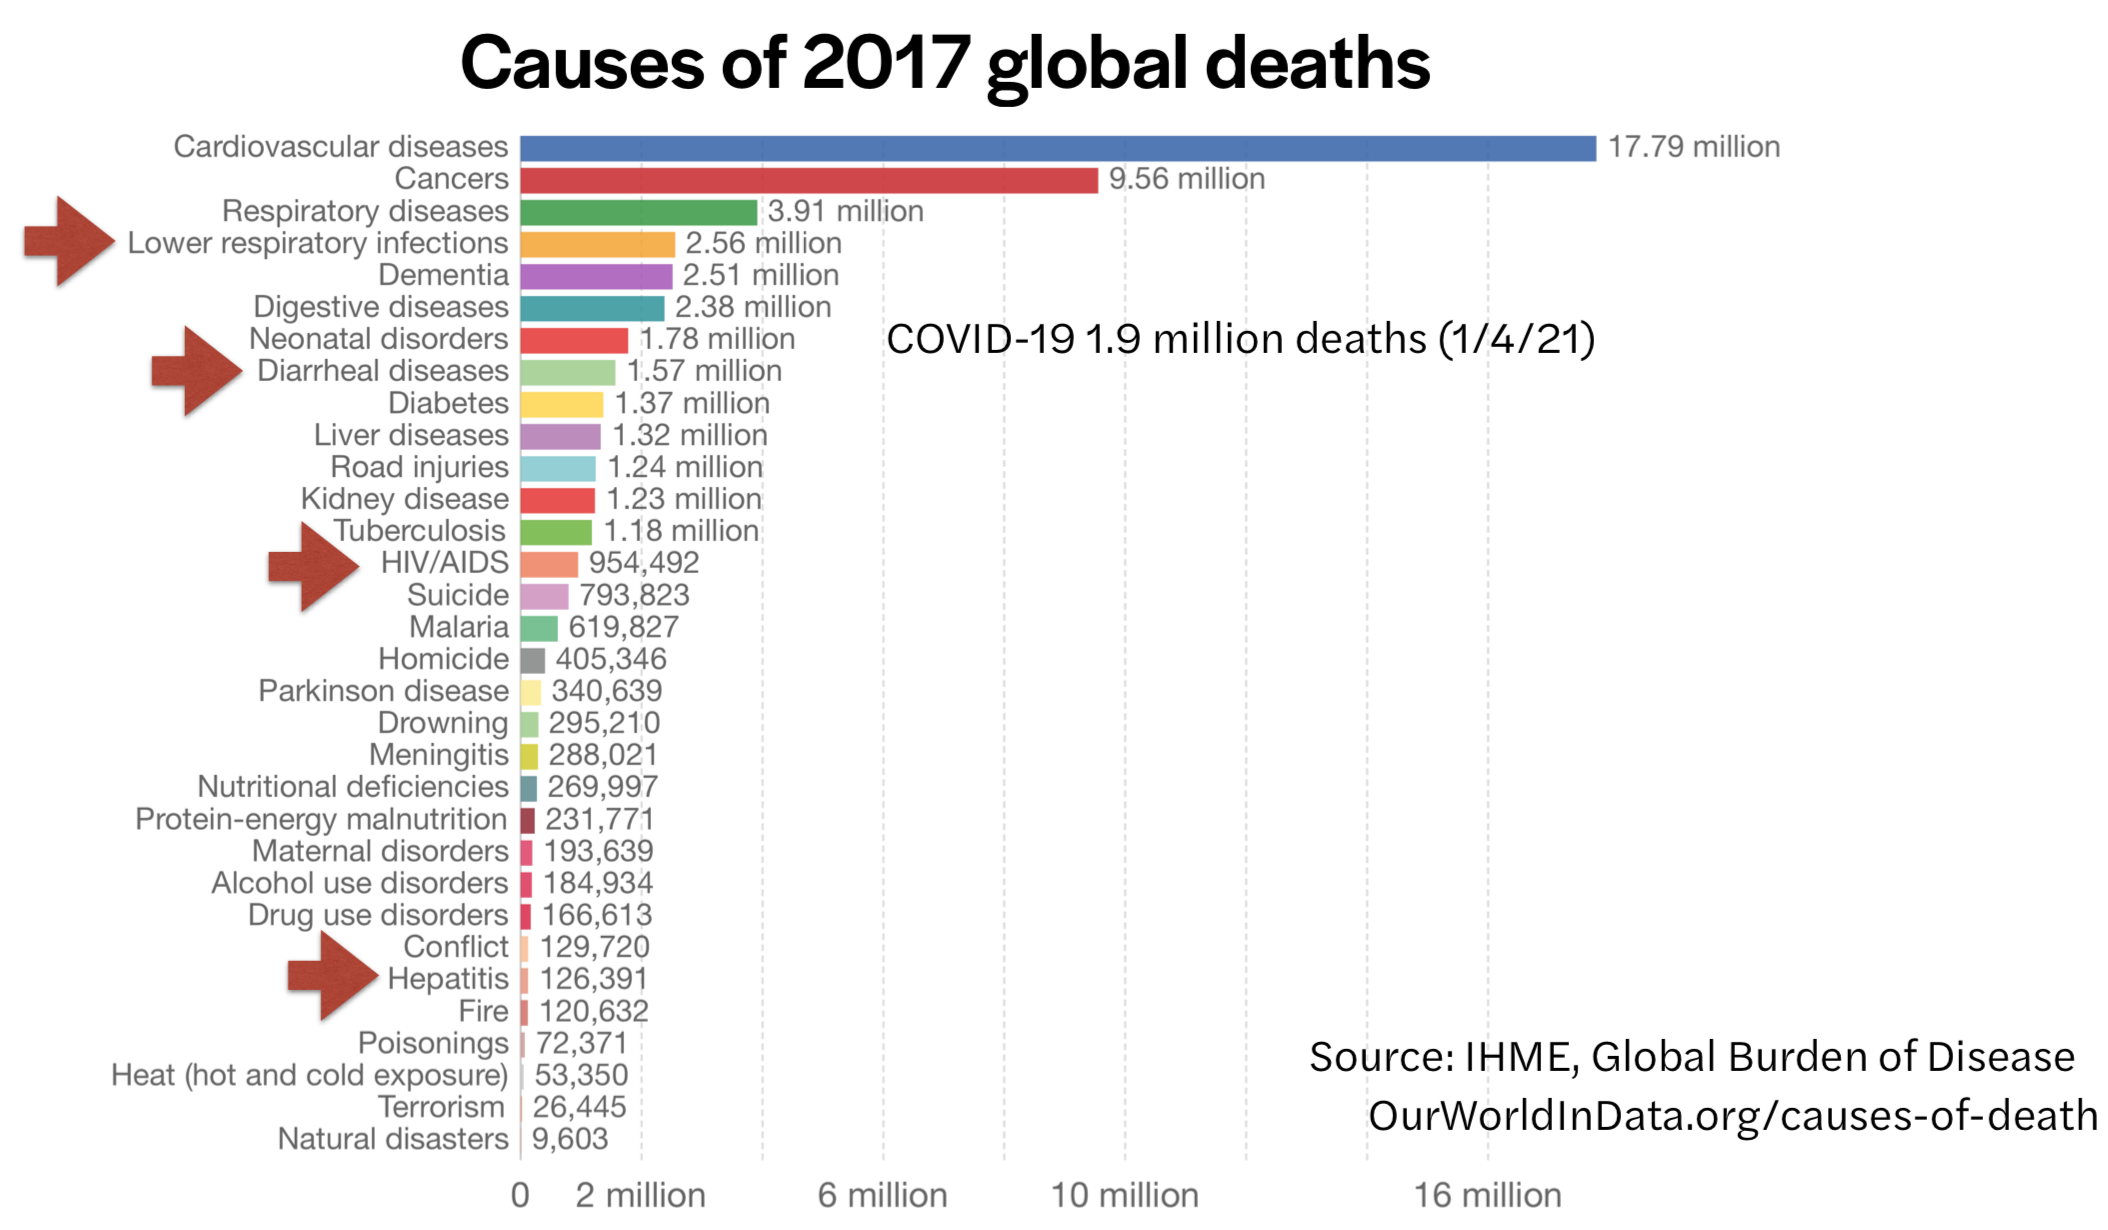 Causes of 2017 global deaths
Cardiovascular diseases 17.79 million
Cancers 9.56 million
Respiratory diseases 3.91 million
Lower respiratory infections 2.56 million
Dementia 2.51 million
Digestive diseases 2.38 million
Neonatal disorders 1.78 million
COVID-19 1.9 million deaths (1/4/21)
Diarrheal diseases 1.57 million
Diabetes 1.37 million
Liver diseases 1.32 million
Road injuries 1.24 million
Kidney disease 1.23 million
Tuberculosis 1.18 million
HIV/AIDS 954,492
Suicide 793,823
Malaria 619,827
Homicide 405,346
Parkinson disease 340,639
Drowning 295,210
Meningitis 288,021
Nutritional deficiencies 269,997
Protein-energy malnutrition 231,771
Maternal disorders 193,639
Alcohol use disorders 184,934
Drug use disorders 166,613
Conflict 129,720
Hepatitis 126,391
Fire 120,632
Poisonings 72,371
Heat (hot and cold exposure) 53,350
Terrorism 26,445
Natural disasters 9,603
Source: IHME, Global Burden of Disease
OurWorldInData.org/causes-of-death
0 2 million 6 million 10 million 16 million